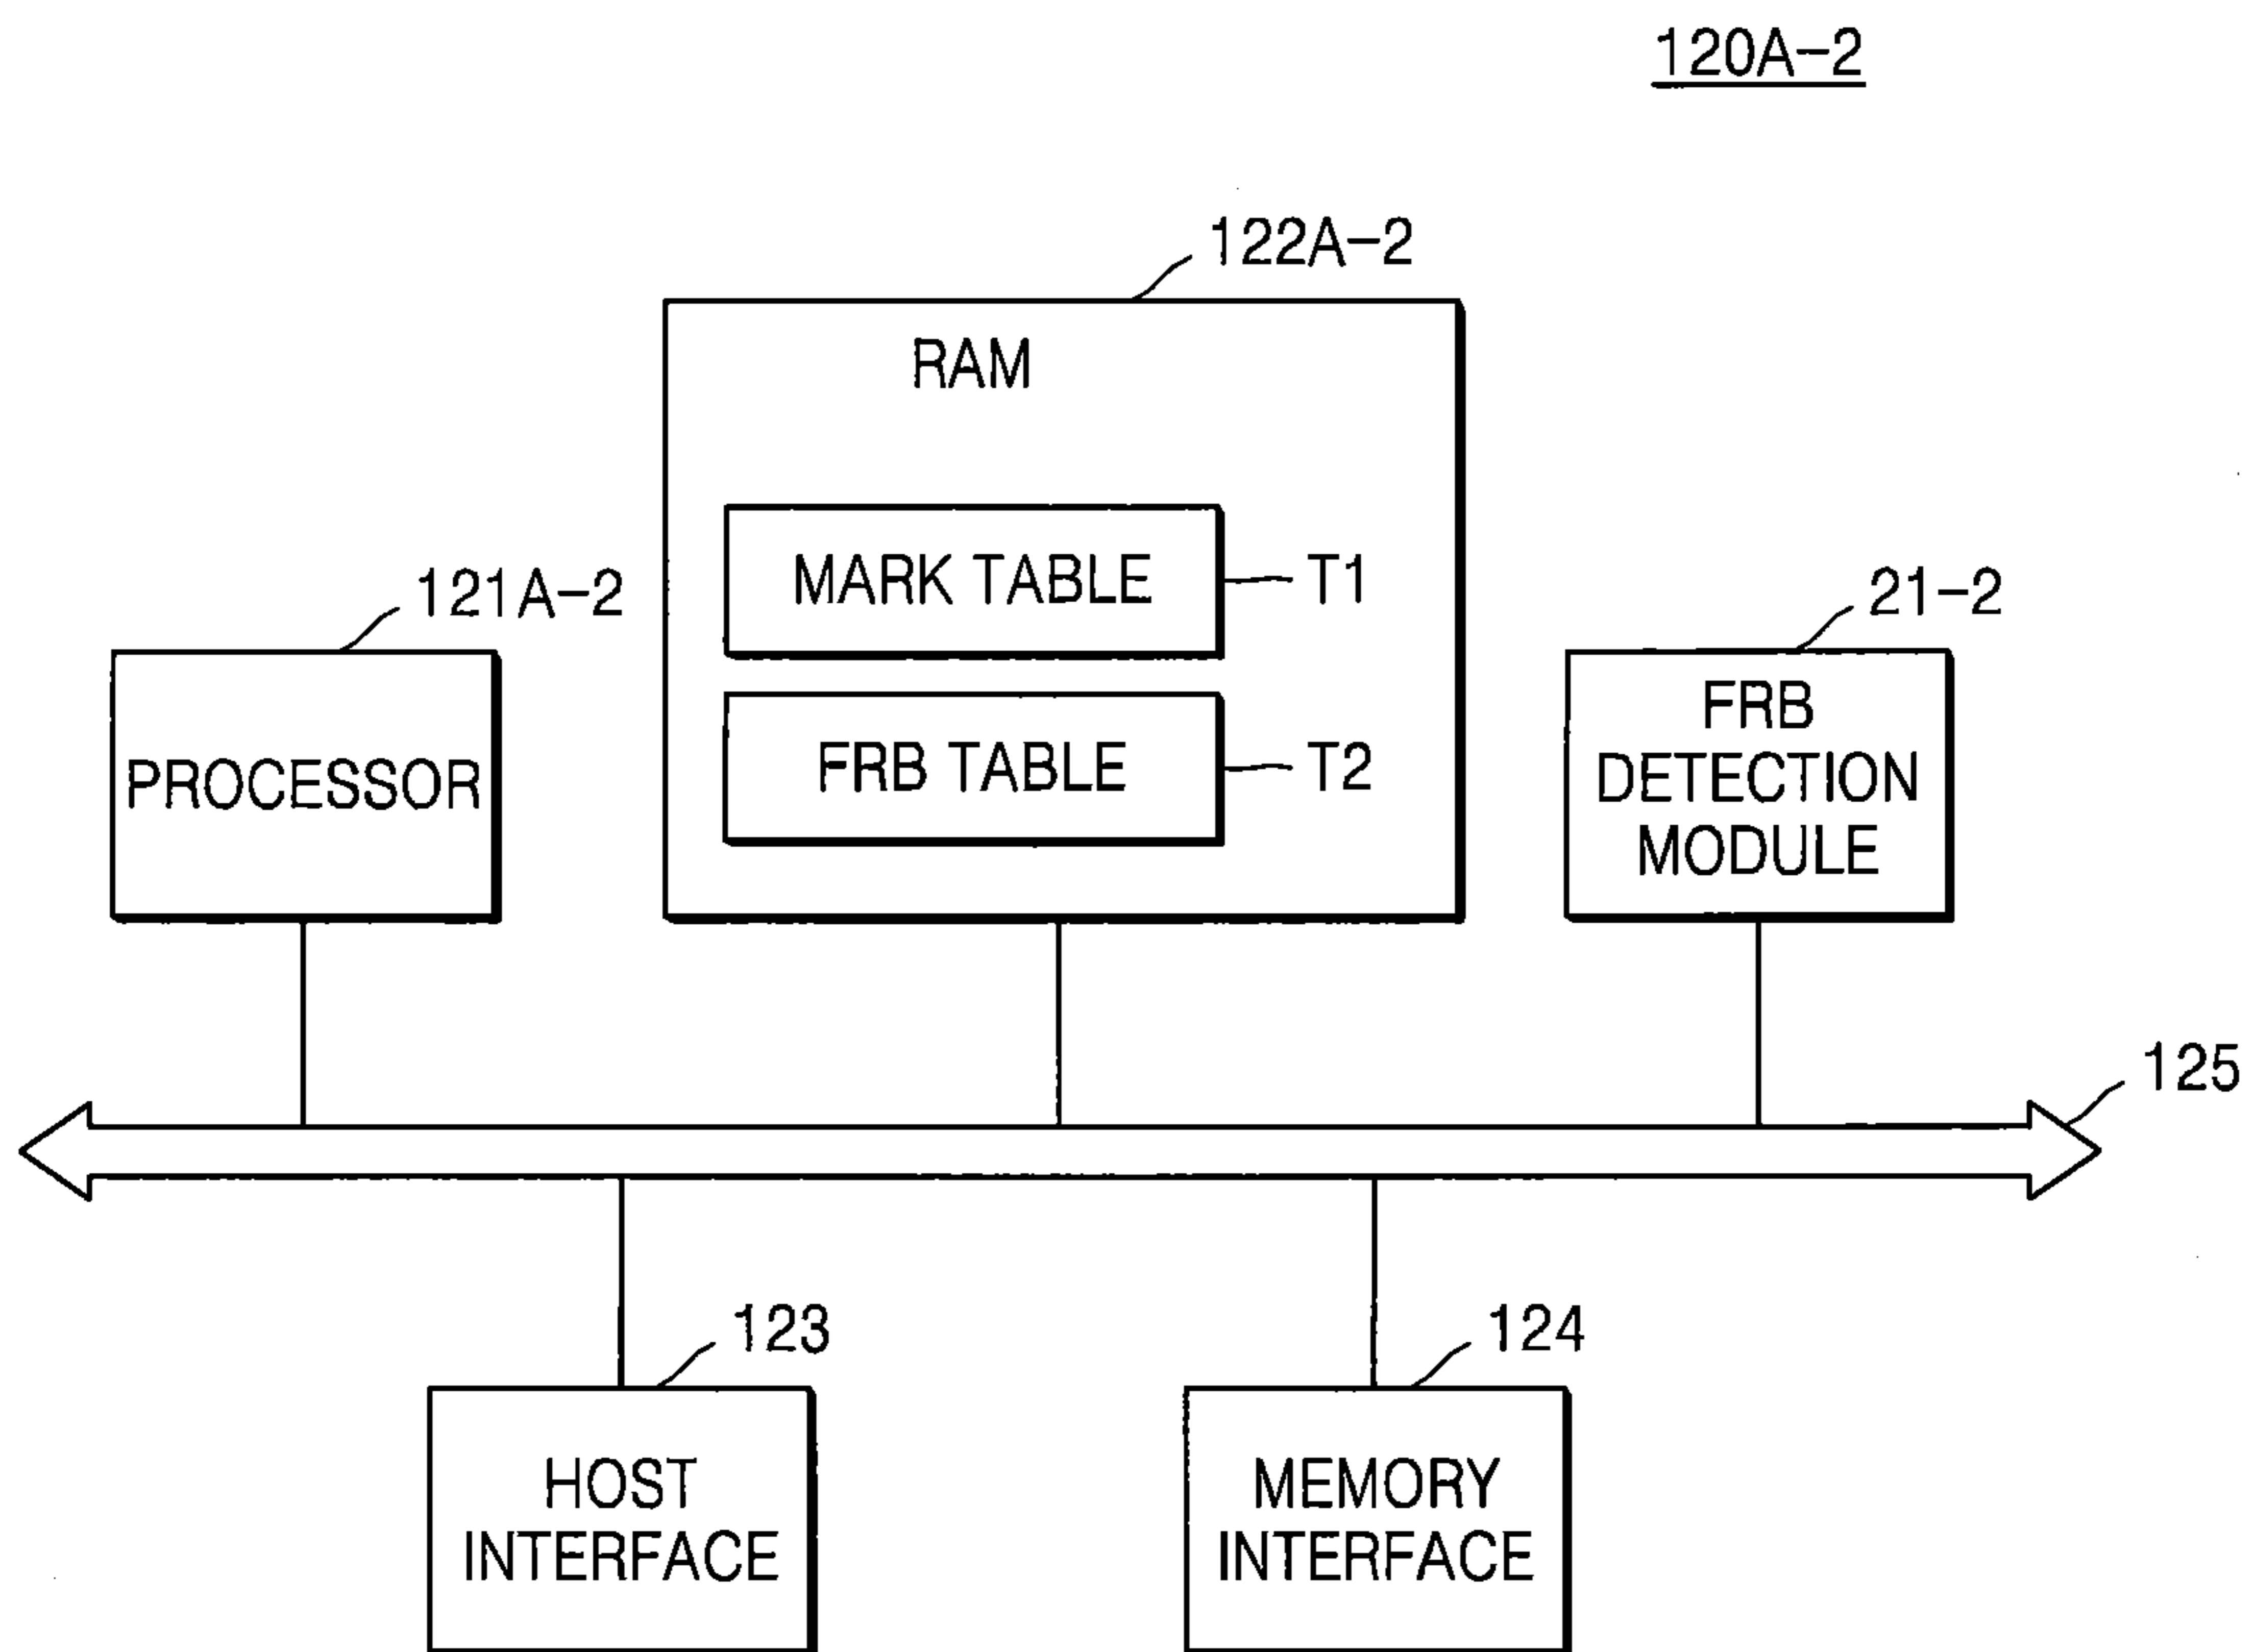 120A-2
122A-2
RAM
MARK TABLE
T1
121A-2
21-2
PROCESSOR
FRB TABLE
T2
FRB
DETECTION
MODULE
125
123
124
HOST
INTERFACE
MEMORY
INTERFACE